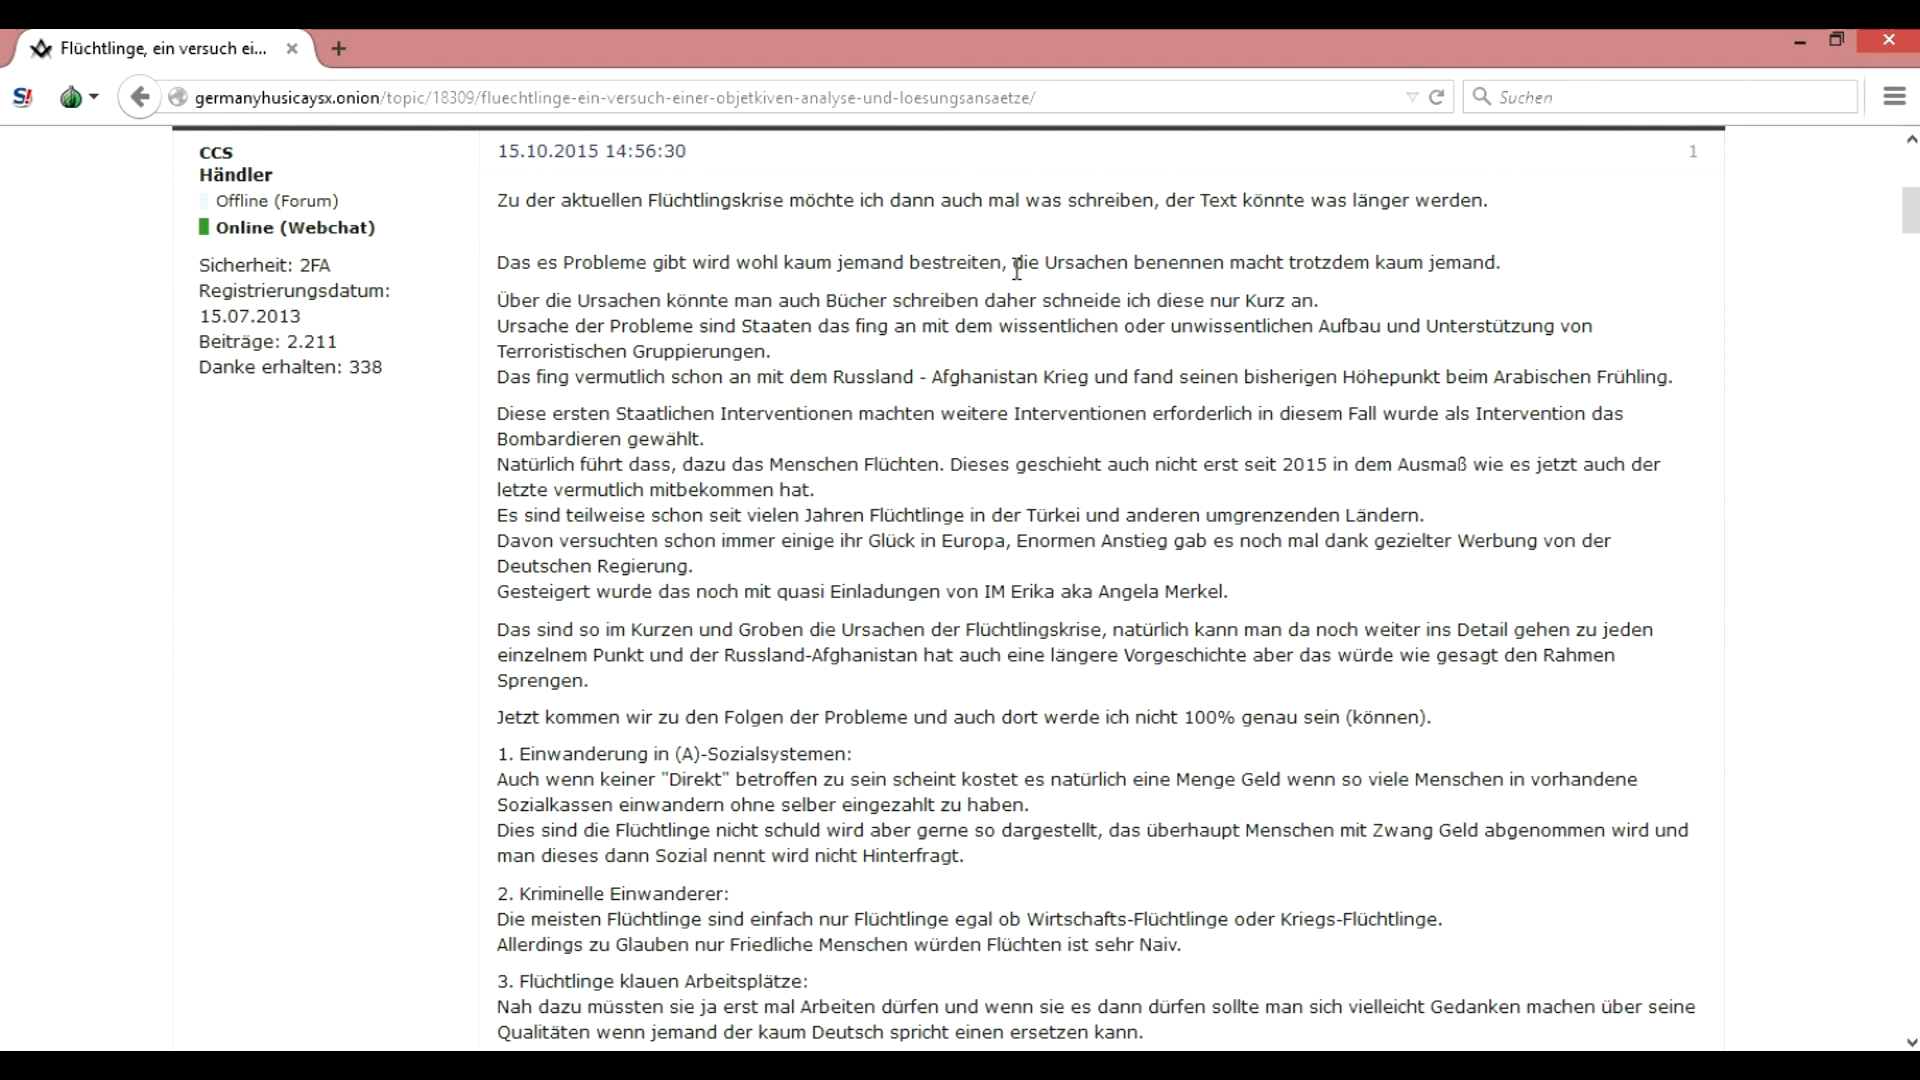 Flüchtlinge, ein versuch ei...
S!
germanyhusicaysx.onion/topic/18309/fluechtlinge-ein-versuch-einer-objetkiven-analyse-und-loesungsansaetze/
Suchen
CCS
Händler
Offline (Forum)
Online (Webchat)
Sicherheit: 2FA
Registrierungsdatum:
15.07.2013
Beiträge: 2.211
Danke erhalten: 338
15.10.2015 14:56:30
1
Zu der aktuellen Flüchtlingskrise möchte ich dann auch mal was schreiben, der Text könnte was länger werden.
Das es Probleme gibt wird wohl kaum jemand bestreiten, die Ursachen benennen macht trotzdem kaum jemand.
Über die Ursachen könnte man auch Bücher schreiben daher schneide ich diese nur Kurz an.
Ursache der Probleme sind Staaten das fing an mit dem wissentlichen oder unwissentlichen Aufbau und Unterstützung von
Terroristischen Gruppierungen.
Das fing vermutlich schon an mit dem Russland - Afghanistan Krieg und fand seinen bisherigen Höhepunkt beim Arabischen Frühling.
Diese ersten Staatlichen Interventionen machten weitere Interventionen erforderlich in diesem Fall wurde als Intervention das
Bombardieren gewählt.
Natürlich führt dass, dazu das Menschen Flüchten. Dieses geschieht auch nicht erst seit 2015 in dem Ausmaß wie es jetzt auch der
letzte vermutlich mitbekommen hat.
Es sind teilweise schon seit vielen Jahren Flüchtlinge in der Türkei und anderen umgrenzenden Ländern.
Davon versuchten schon immer einige ihr Glück in Europa, Enormen Anstieg gab es noch mal dank gezielter Werbung von der
Deutschen Regierung.
Gesteigert wurde das noch mit quasi Einladungen von IM Erika aka Angela Merkel.
Das sind so im Kurzen und Groben die Ursachen der Flüchtlingskrise, natürlich kann man da noch weiter ins Detail gehen zu jeden
einzelnem Punkt und der Russland-Afghanistan hat auch eine längere Vorgeschichte aber das würde wie gesagt den Rahmen
Sprengen.
Jetzt kommen wir zu den Folgen der Probleme und auch dort werde ich nicht 100% genau sein (können).
1. Einwanderung in (A)-Sozialsystemen:
Auch wenn keiner "Direkt" betroffen zu sein scheint kostet es natürlich eine Menge Geld wenn so viele Menschen in vorhandene
Sozialkassen einwandern ohne selber eingezahlt zu haben.
Dies sind die Flüchtlinge nicht schuld wird aber gerne so dargestellt, das überhaupt Menschen mit Zwang Geld abgenommen wird und
man dieses dann Sozial nennt wird nicht Hinterfragt.
2. Kriminelle Einwanderer:
Die meisten Flüchtlinge sind einfach nur Flüchtlinge egal ob Wirtschafts-Flüchtlinge oder Kriegs-Flüchtlinge.
Allerdings zu Glauben nur Friedliche Menschen würden Flüchten ist sehr Naiv.
3. Flüchtlinge klauen Arbeitsplätze:
Nah dazu müssten sie ja erst mal Arbeiten dürfen und wenn sie es dann dürfen sollte man sich vielleicht Gedanken machen über seine
Qualitäten wenn jemand der kaum Deutsch spricht einen ersetzen kann.